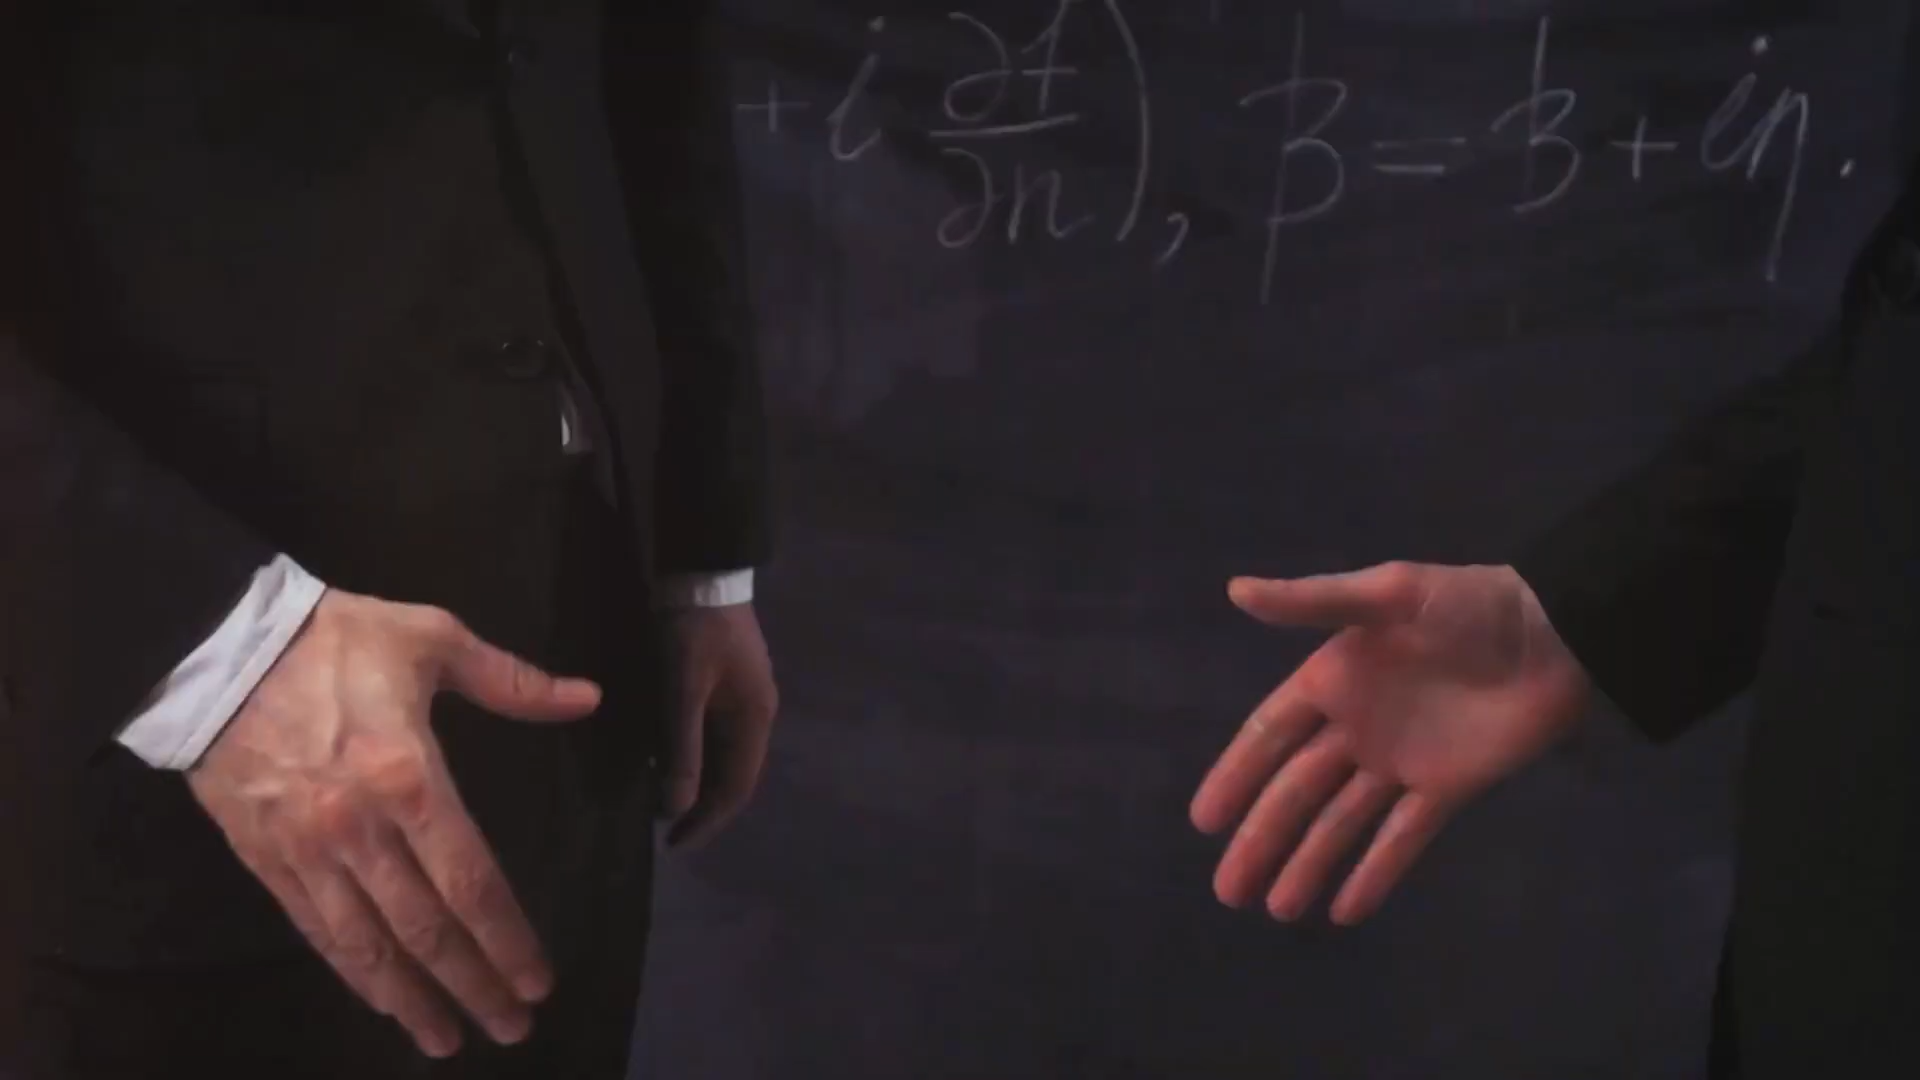 + i ∂f/∂n), β = β + iη.